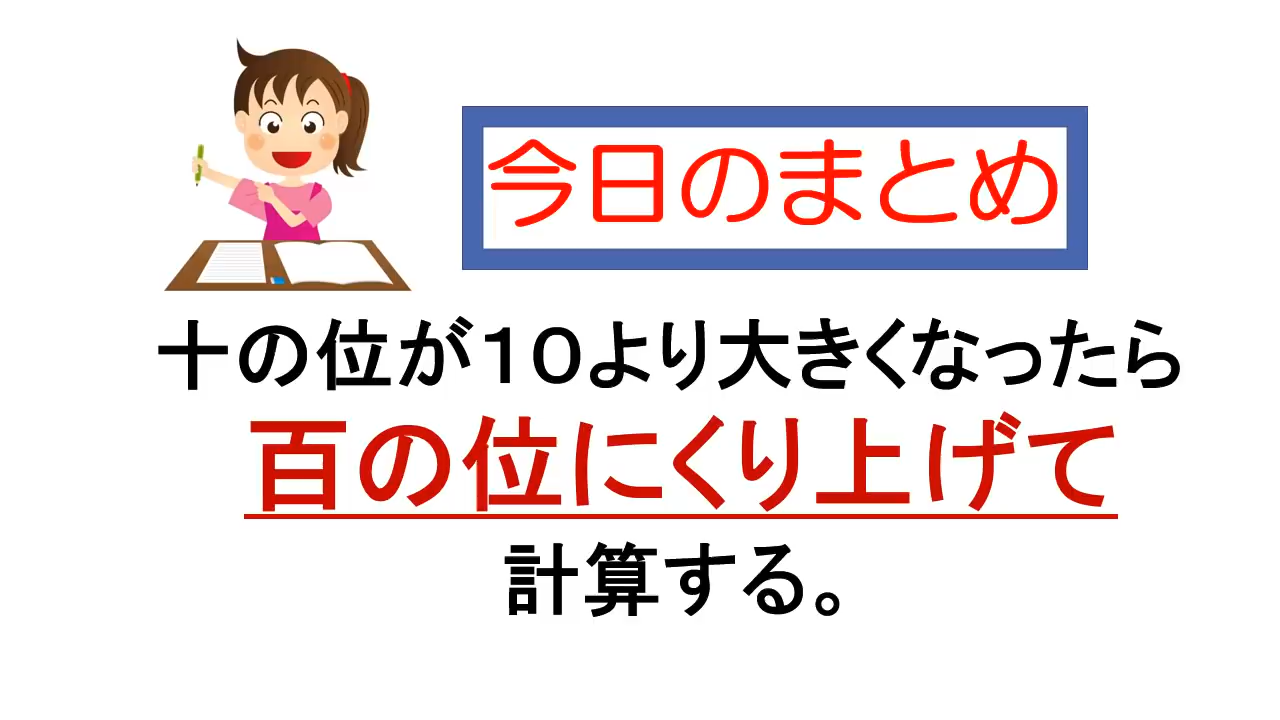 今日のまとめ
十の位が１０より大きくなったら
百の位にくり上げて
計算する。